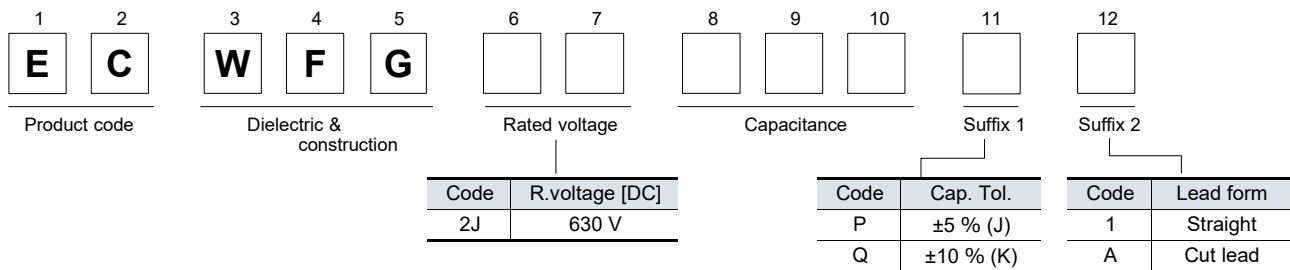 1 2 3 4 5 6 7 8 9 10 11 12
E C W F G
Product code Dielectric & Rated voltage Capacitance Suffix 1 Suffix 2
construction
Code R.voltage [DC] Code Cap. Tol. Code Lead form
2J 630 V P ±5 % (J) 1 Straight
Q ±10 % (K) A Cut lead